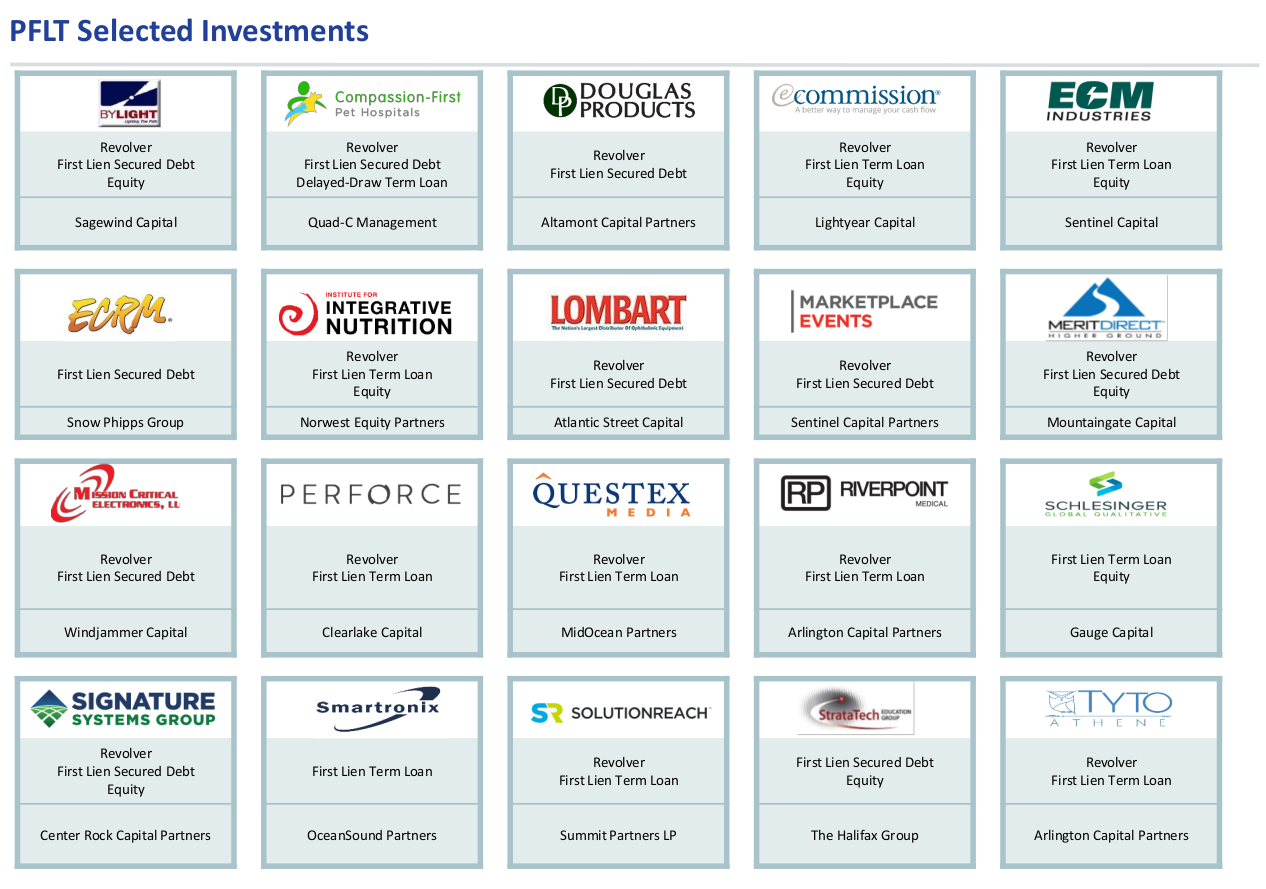 PFLT Selected Investments
BYLIGHT
Lighting The Path
Revolver
First Lien Secured Debt
Equity
Sagewind Capital
Compassion-First
Pet Hospitals
Revolver
First Lien Secured Debt
Delayed-Draw Term Loan
Quad-C Management
DP
DOUGLAS
PRODUCTS
Revolver
First Lien Secured Debt
Altamont Capital Partners
ecommission®
A better way to manage your cash flow
Revolver
First Lien Term Loan
Equity
Lightyear Capital
ECM
INDUSTRIES
Revolver
First Lien Term Loan
Equity
Sentinel Capital
ECRM®
First Lien Secured Debt
Snow Phipps Group
INSTITUTE FOR
INTEGRATIVE
NUTRITION
Revolver
First Lien Term Loan
Equity
Norwest Equity Partners
LOMBART
The Nation's Largest Distributor Of Ophthalmic Equipment
Revolver
First Lien Secured Debt
Atlantic Street Capital
MARKETPLACE
EVENTS
Revolver
First Lien Secured Debt
Sentinel Capital Partners
MERITDIRECT
HIGHER GROUND
Revolver
First Lien Secured Debt
Equity
Mountaingate Capital
MISSION CRITICAL
ELECTRONICS, LL
Revolver
First Lien Secured Debt
Windjammer Capital
PERFORCE
Revolver
First Lien Term Loan
Clearlake Capital
QUESTEX
MEDIA
Revolver
First Lien Term Loan
MidOcean Partners
RP
RIVERPOINT
MEDICAL
Revolver
First Lien Term Loan
Arlington Capital Partners
SCHLESINGER
GLOBAL QUALITATIVE
First Lien Term Loan
Equity
Gauge Capital
SIGNATURE
SYSTEMS GROUP
Revolver
First Lien Secured Debt
Equity
Center Rock Capital Partners
Smartronix
First Lien Term Loan
OceanSound Partners
SR SOLUTIONREACH
Revolver
First Lien Term Loan
Summit Partners LP
StrataTech EDUCATION GROUP
First Lien Secured Debt
Equity
The Halifax Group
TYTO
ATHENE
Revolver
First Lien Term Loan
Arlington Capital Partners